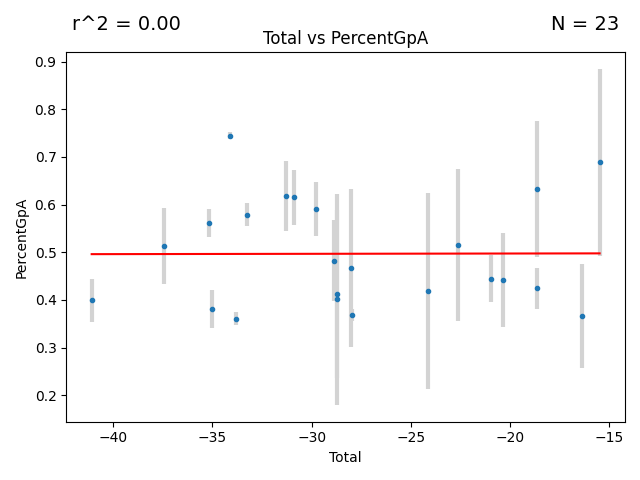 r^2 = 0.00
N = 23
Total vs PercentGpA
0.9
0.8
0.7
0.6
0.5
0.4
0.3
0.2
PercentGpA
−40
−35
−30
−25
−20
−15
Total